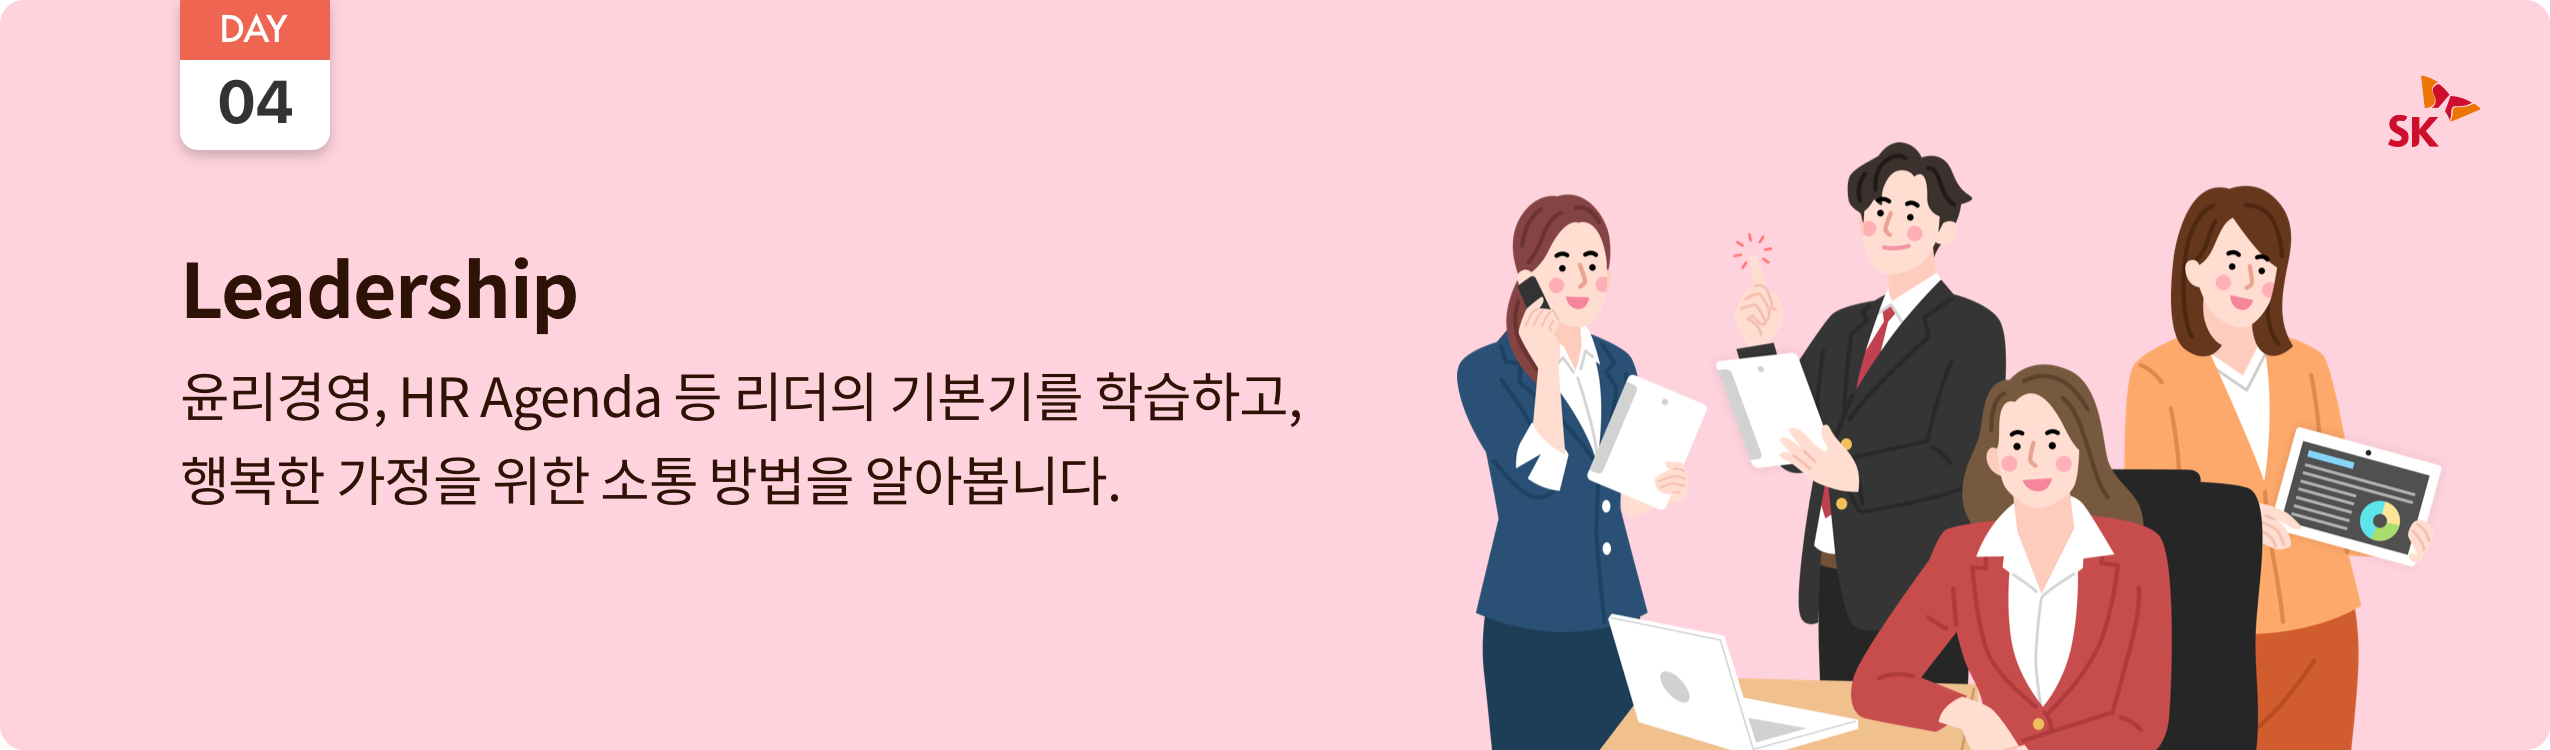 DAY
04
SK
Leadership
윤리경영, HR Agenda 등 리더의 기본기를 학습하고,
행복한 가정을 위한 소통 방법을 알아봅니다.